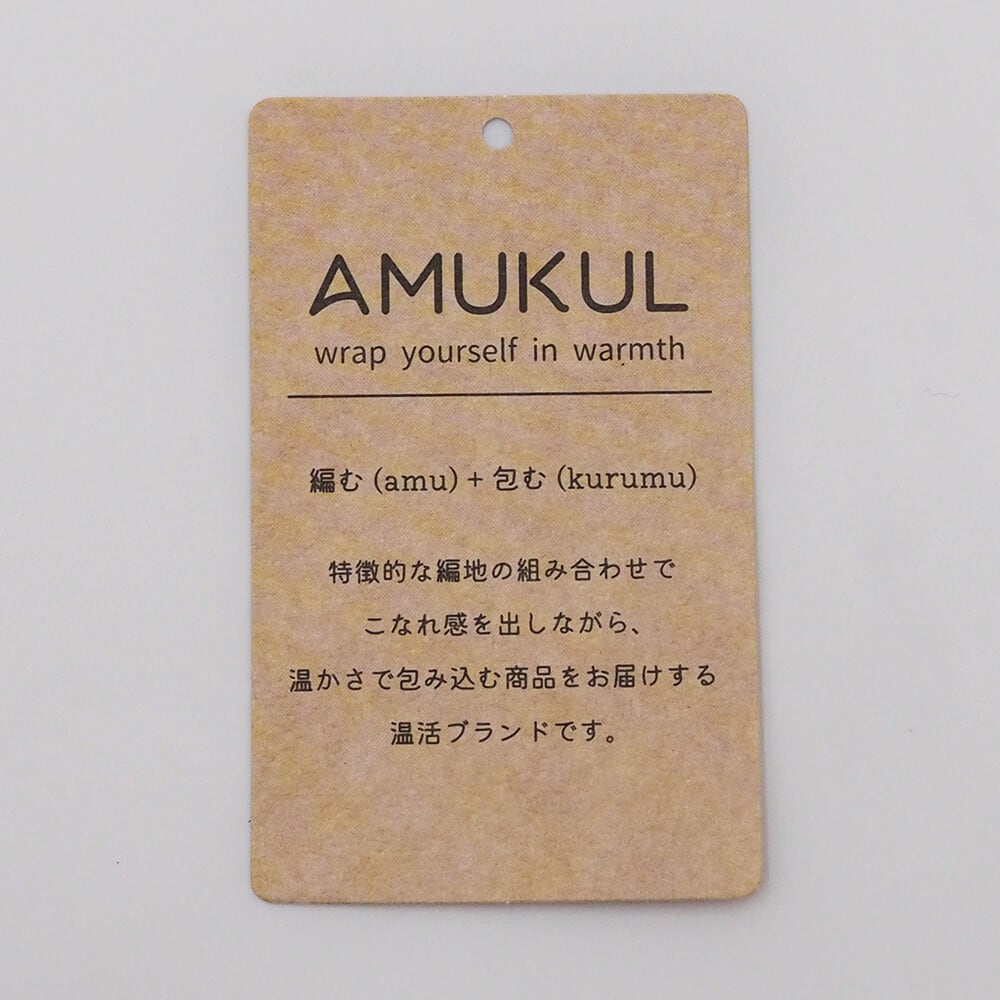 AMUKUL
wrap yourself in warmth
編む (amu) + 包む (kurumu)
特徴的な編地の組み合わせで
こなれ感を出しながら、
温かさで包み込む商品をお届けする
温活ブランドです。